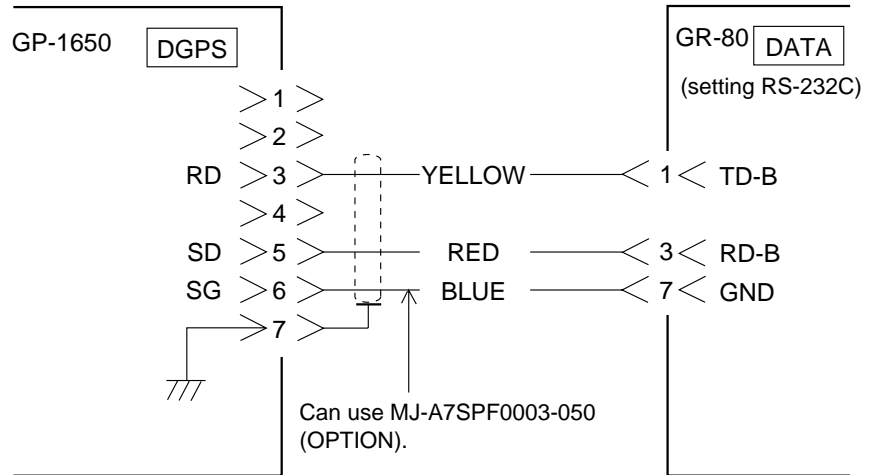 GP-1650 DGPS
GR-80 DATA
(setting RS-232C)
1
2
RD 3 YELLOW 1 TD-B
4
SD 5 RED 3 RD-B
SG 6 BLUE 7 GND
7
Can use MJ-A7SPF0003-050
(OPTION).